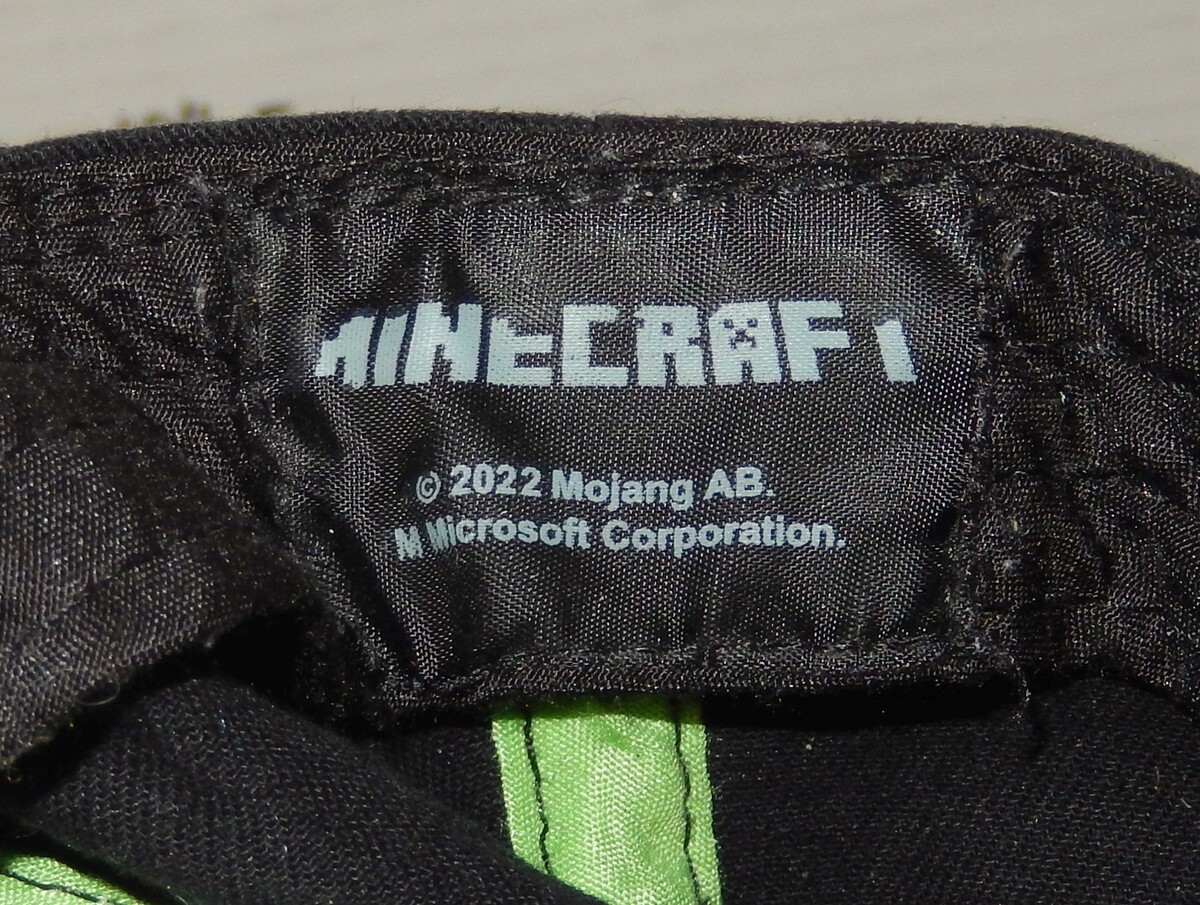 MINECRAFT
© 2022 Mojang AB.
M Microsoft Corporation.